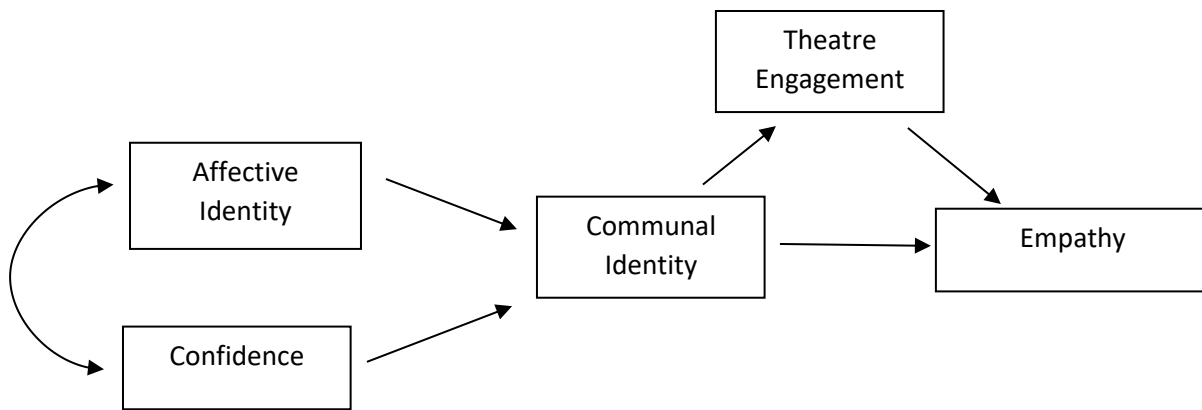 Theatre
Engagement
Affective
Identity
Communal
Identity
Empathy
Confidence